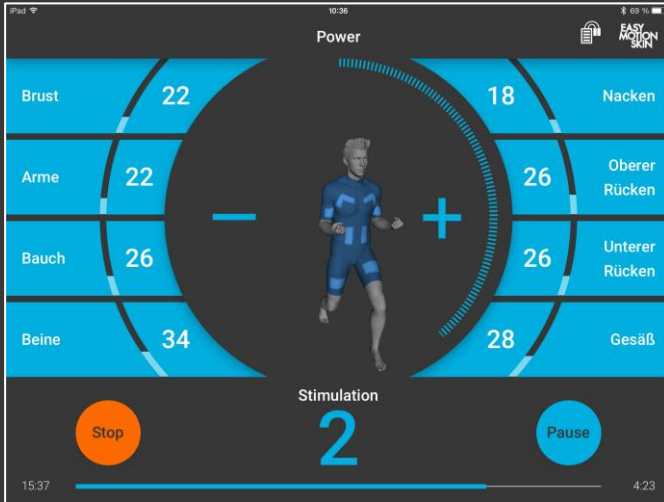 iPad 10:36 69 %
Power
EASY
MOTION
SKIN
Brust 22
18 Nacken
Arme 22
26 Oberer
Rücken
Bauch 26
26 Unterer
Rücken
Beine 34
28 Gesäß
Stimulation
Stop 2 Pause
15:37 4:23